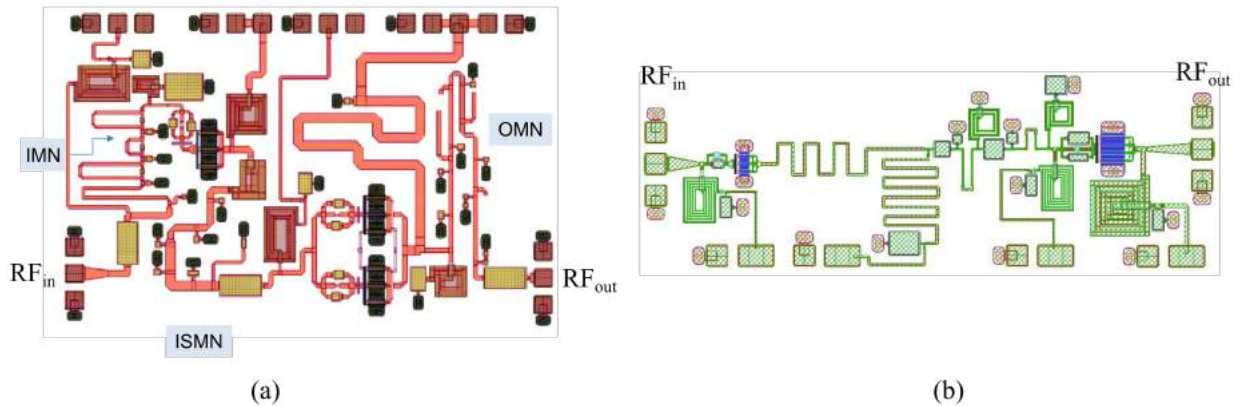 RFin
RFout
IMN
OMN
RFin
RFout
ISMN
(a)
(b)